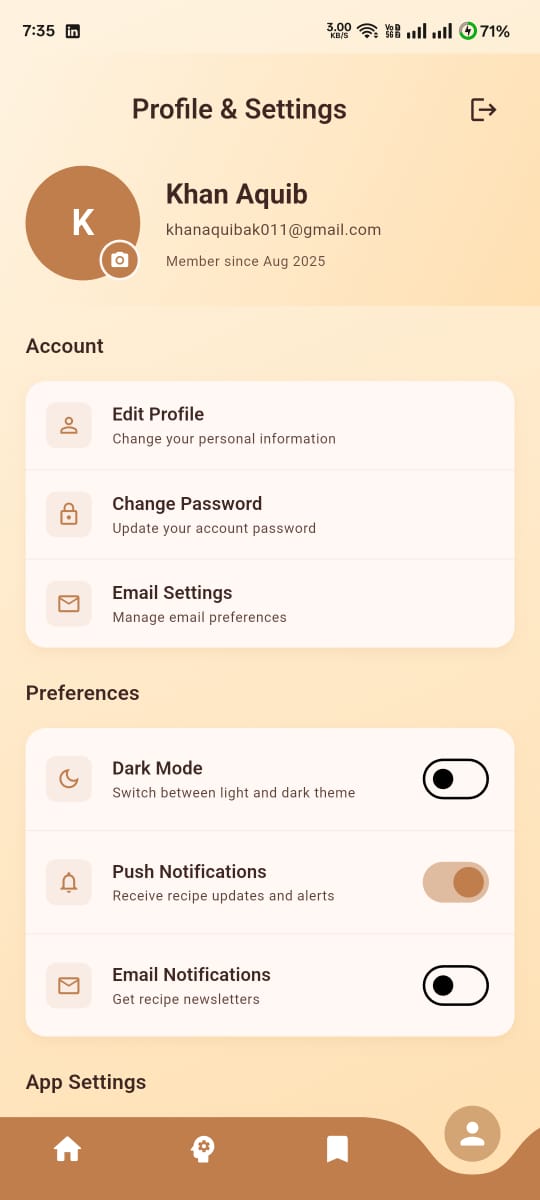 7:35 in 3.00 KB/S Vo 5G 71%
Profile & Settings
K
Khan Aquib
khanaquibak011@gmail.com
Member since Aug 2025
Account
Edit Profile
Change your personal information
Change Password
Update your account password
Email Settings
Manage email preferences
Preferences
Dark Mode
Switch between light and dark theme
Push Notifications
Receive recipe updates and alerts
Email Notifications
Get recipe newsletters
App Settings